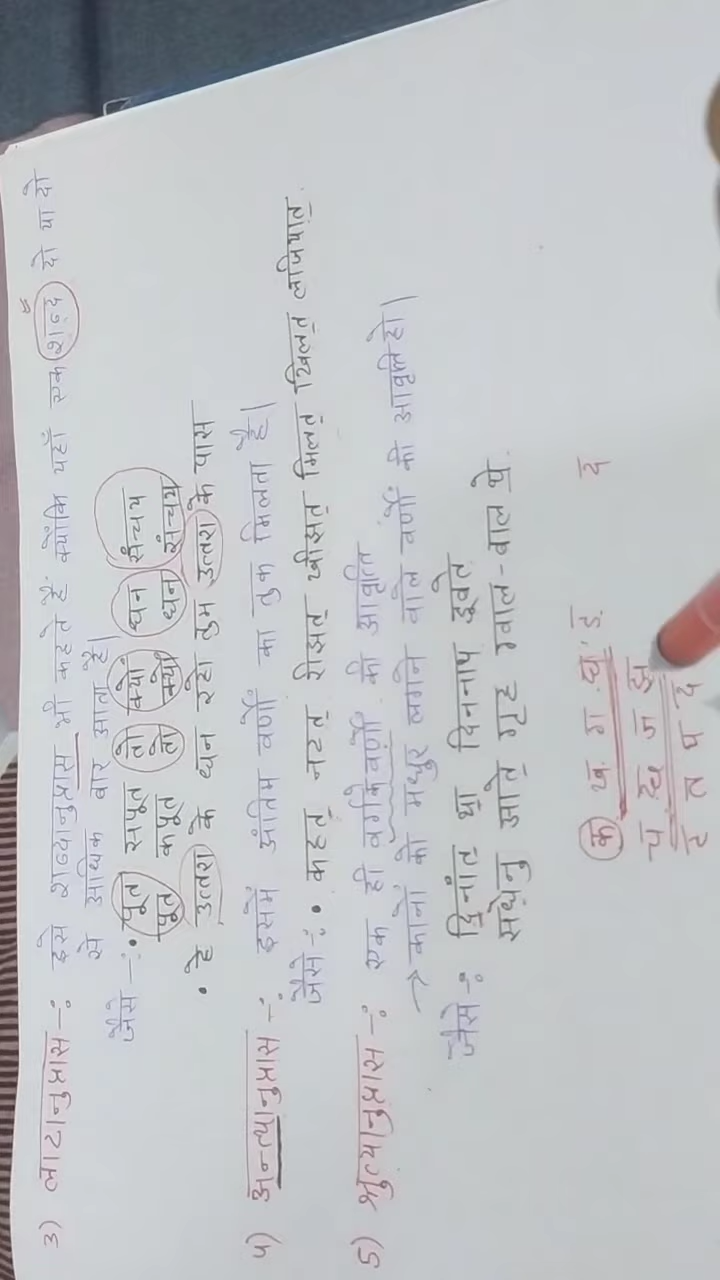 3) लाटानुप्रास -: इसे शब्दानुप्रास भी कहते हैं क्योंकि यहाँ एक शब्द दो या दो
से अधिक बार आता है।
जैसे -: • पूत सपूत तो क्यों धन संचय
पूत कपूत तो क्यों धन संचय
• हे उत्तरा के धन रहो तुम उत्तरा के पास
4) अन्त्यानुप्रास -: इसमें अंतिम वर्णों का तुक मिलता है।
जैसे -: • कहत नटत रीझत खीझत मिलत खिलत लजियात.
5) श्रुत्यानुप्रास -: एक ही वर्ग के वर्णों की आवृत्ति
→ कानों को मधुर लगने वाले वर्णों की आवृत्ति हो।
जैसे -: दिनांत था दिननाथ डूबते
सधेनु आते गृह ग्वाल-बाल थे.
क ख ग घ ड़ द
च छ ज झ
ट त प द